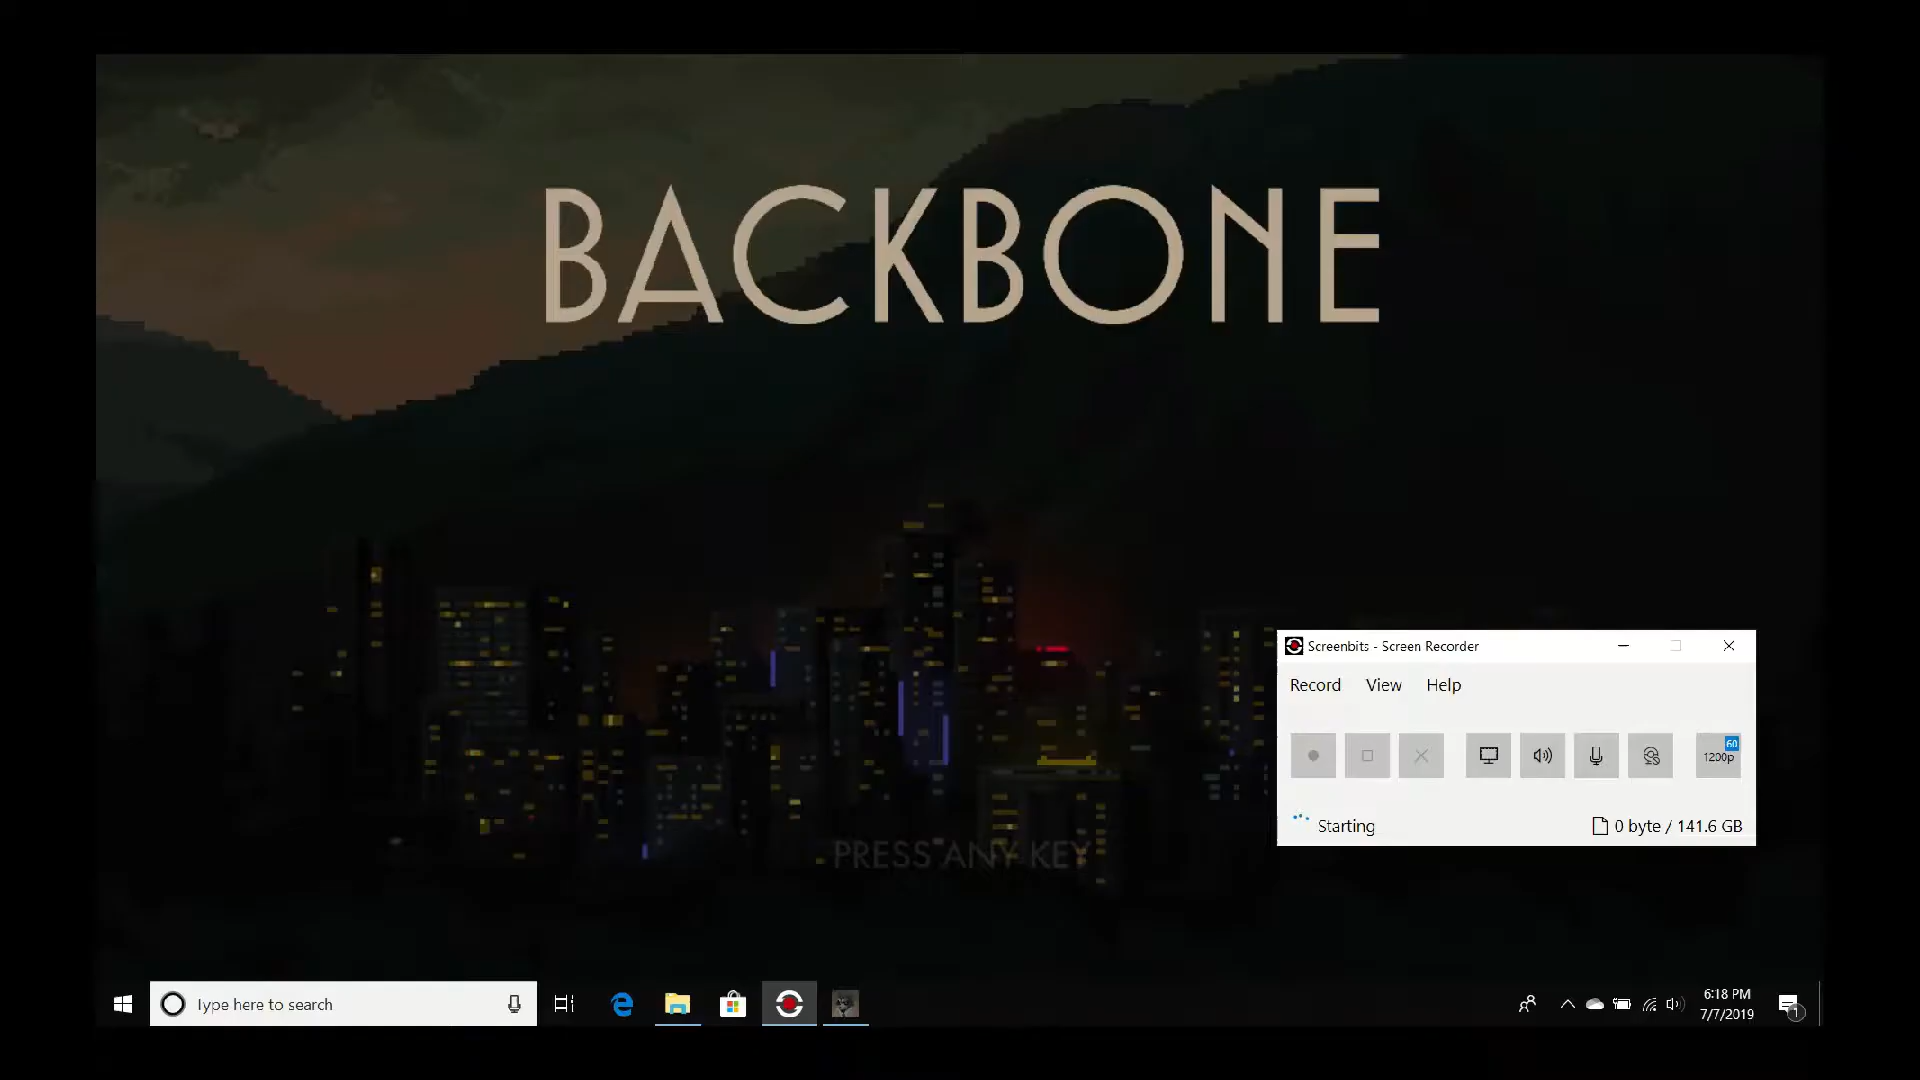 BACKBONE
Screenbits - Screen Recorder
Record View Help
60
1200p
Starting
0 byte / 141.6 GB
PRESS ANY KEY
Type here to search
6:18 PM
7/7/2019
1